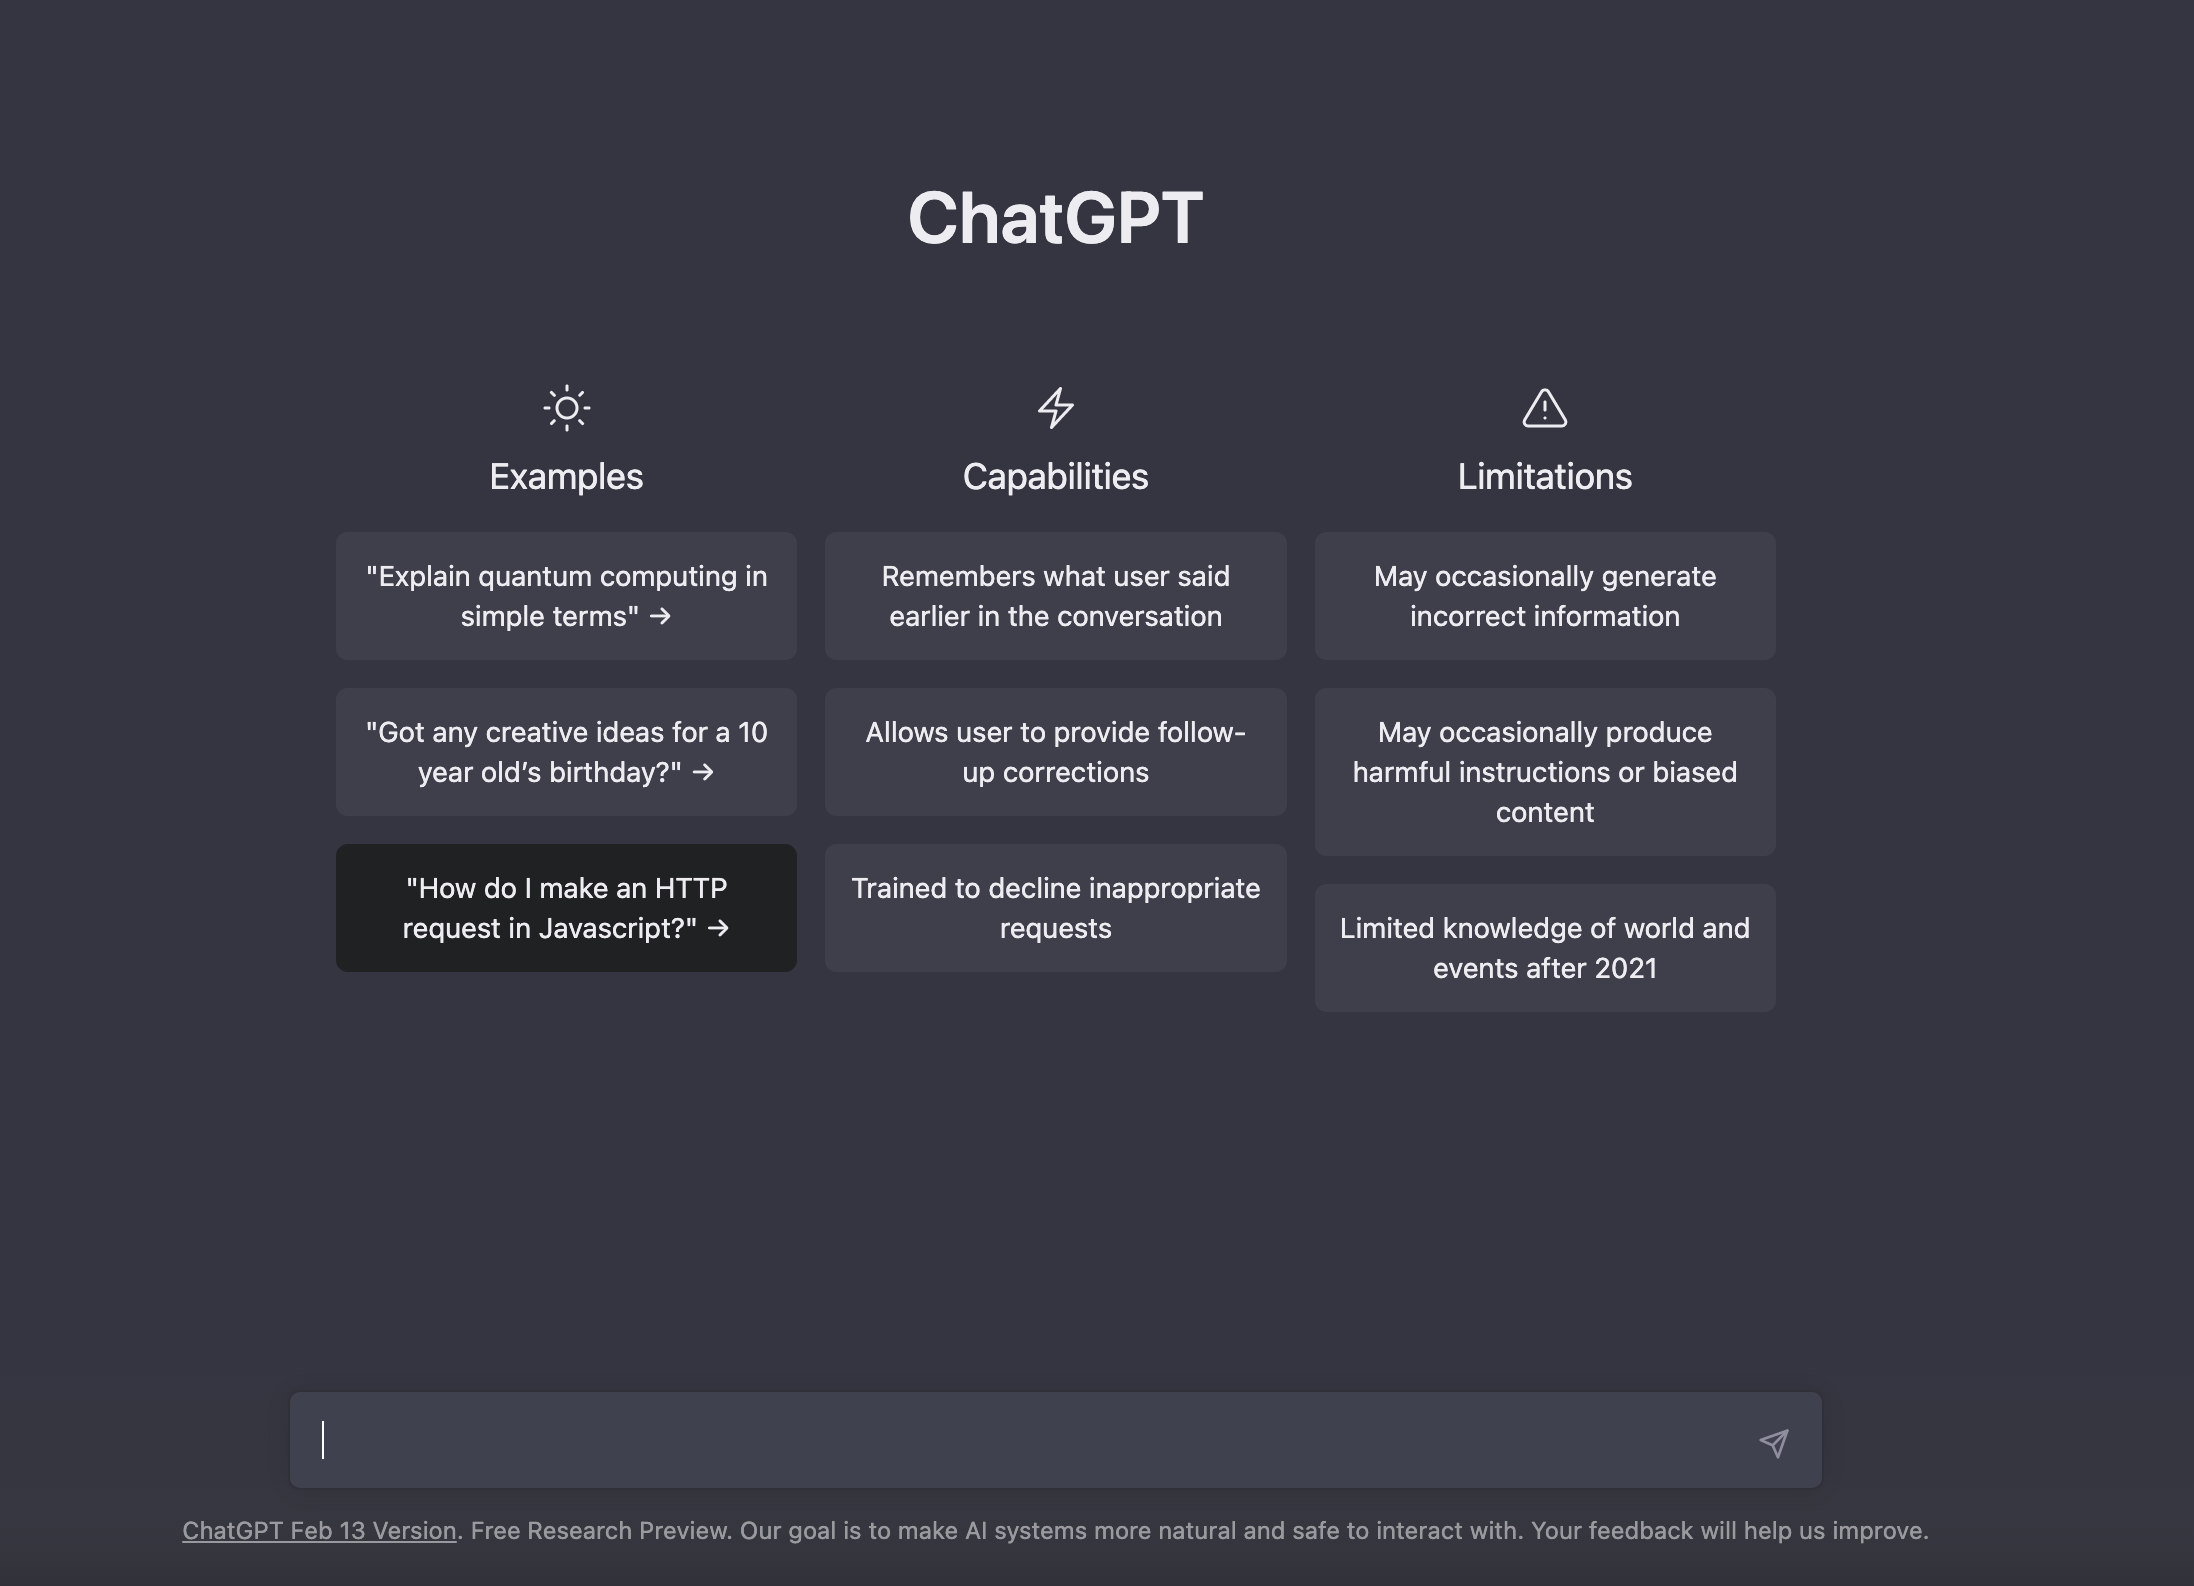 ChatGPT
Examples
"Explain quantum computing in
simple terms" →
"Got any creative ideas for a 10
year old’s birthday?" →
"How do I make an HTTP
request in Javascript?" →
Capabilities
Remembers what user said
earlier in the conversation
Allows user to provide follow-
up corrections
Trained to decline inappropriate
requests
Limitations
May occasionally generate
incorrect information
May occasionally produce
harmful instructions or biased
content
Limited knowledge of world and
events after 2021
ChatGPT Feb 13 Version. Free Research Preview. Our goal is to make AI systems more natural and safe to interact with. Your feedback will help us improve.